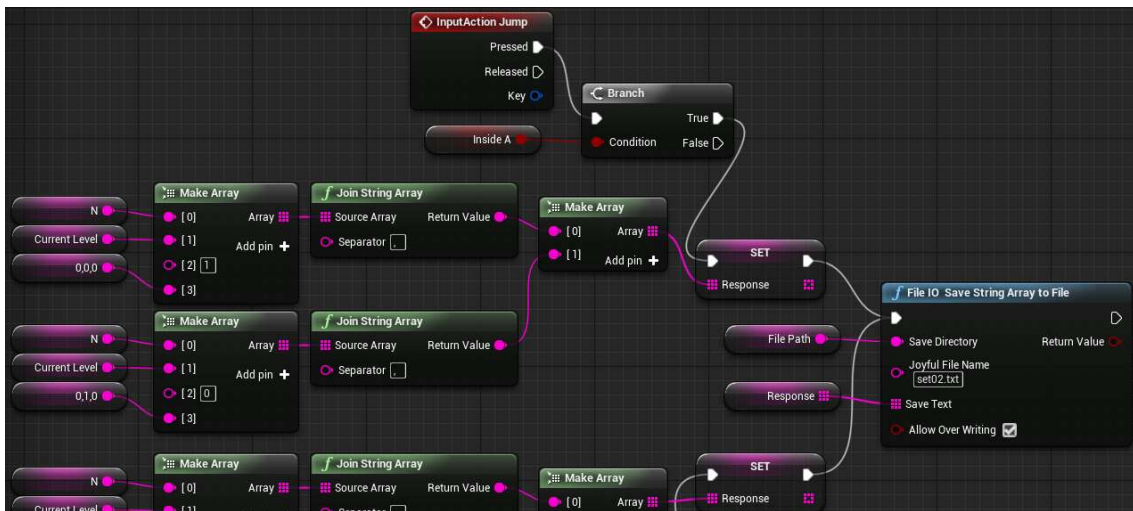 InputAction Jump
Pressed
Released
Key
Branch
True
Inside A
Condition
False
Make Array
Join String Array
N
[0]
Array
Source Array
Return Value
Make Array
Current Level
[1]
Add pin +
Separator ,
[0]
Array
[2] 1
[1]
Add pin +
0,0,0
[3]
SET
Response
Make Array
Join String Array
N
[0]
Array
Source Array
Return Value
Current Level
[1]
Add pin +
Separator ,
0,1,0
[2] 0
[3]
File IO Save String Array to File
File Path
Save Directory
Return Value
Joyful File Name
set02.txt
Response
Save Text
Allow Over Writing
Make Array
Join String Array
N
[0]
Array
Source Array
Return Value
Make Array
SET
Current Level
[1]
Separator
[0]
Array
Response